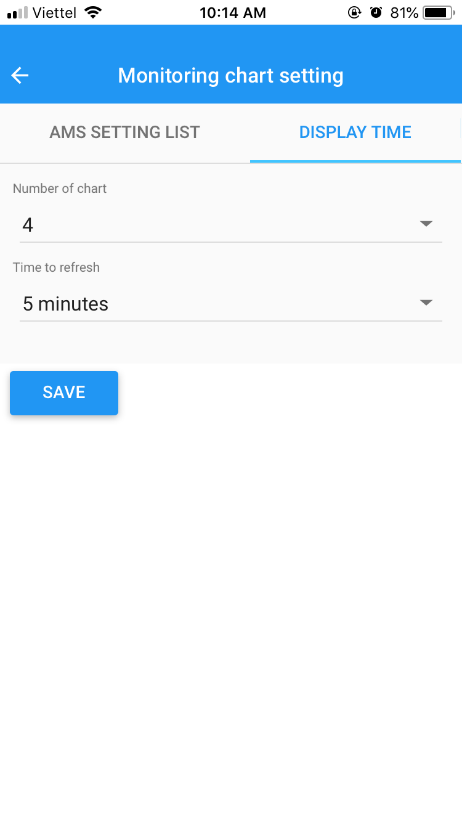 Viettel 10:14 AM 81%
Monitoring chart setting
AMS SETTING LIST DISPLAY TIME
Number of chart
4
Time to refresh
5 minutes
SAVE